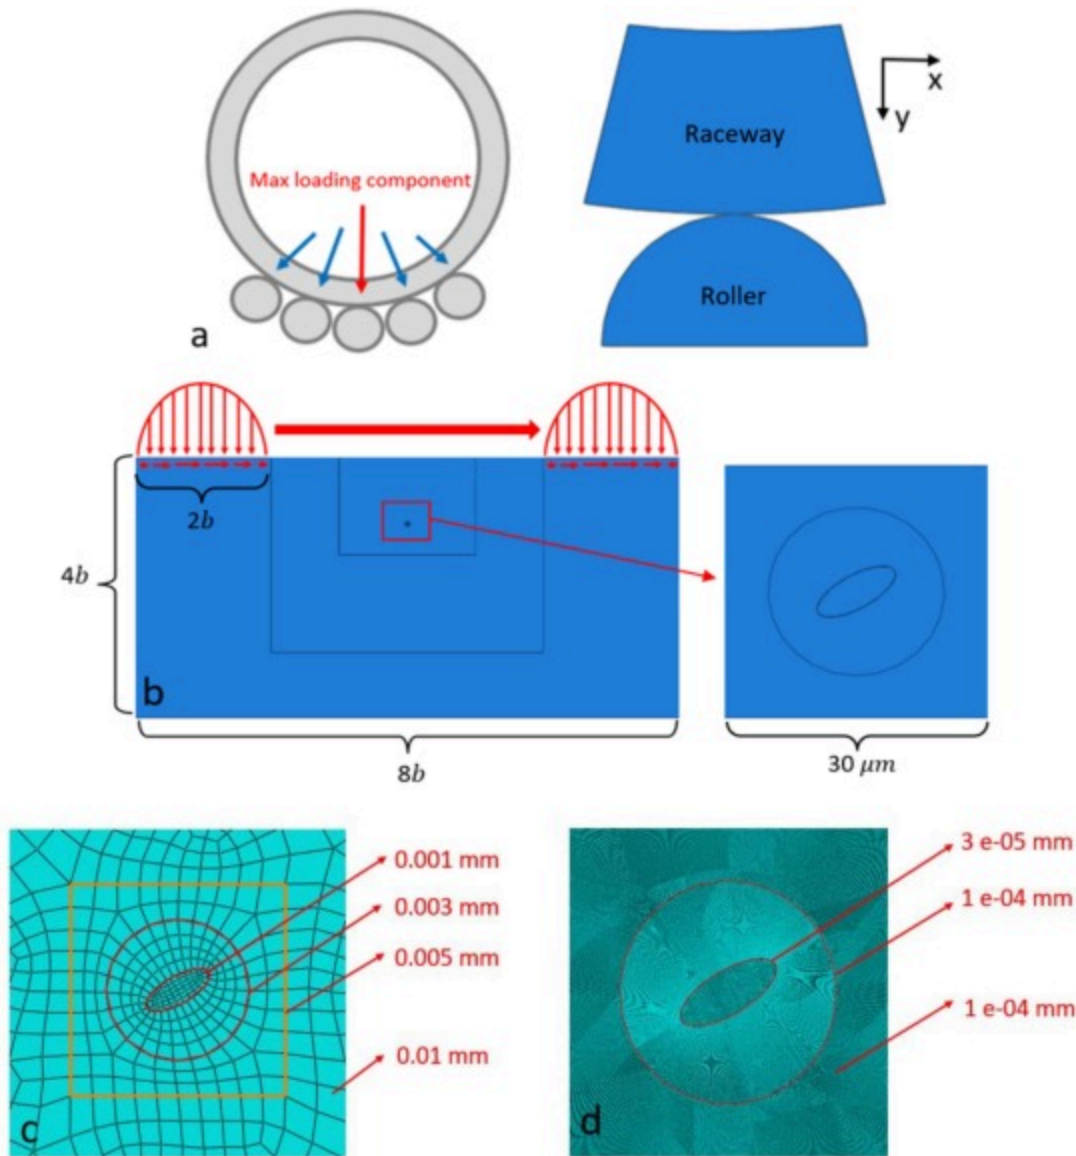 Max loading component
a
Raceway
x
y
Roller
2b
4b
b
8b
30 μm
0.001 mm
0.003 mm
0.005 mm
0.01 mm
c
3 e-05 mm
1 e-04 mm
1 e-04 mm
d